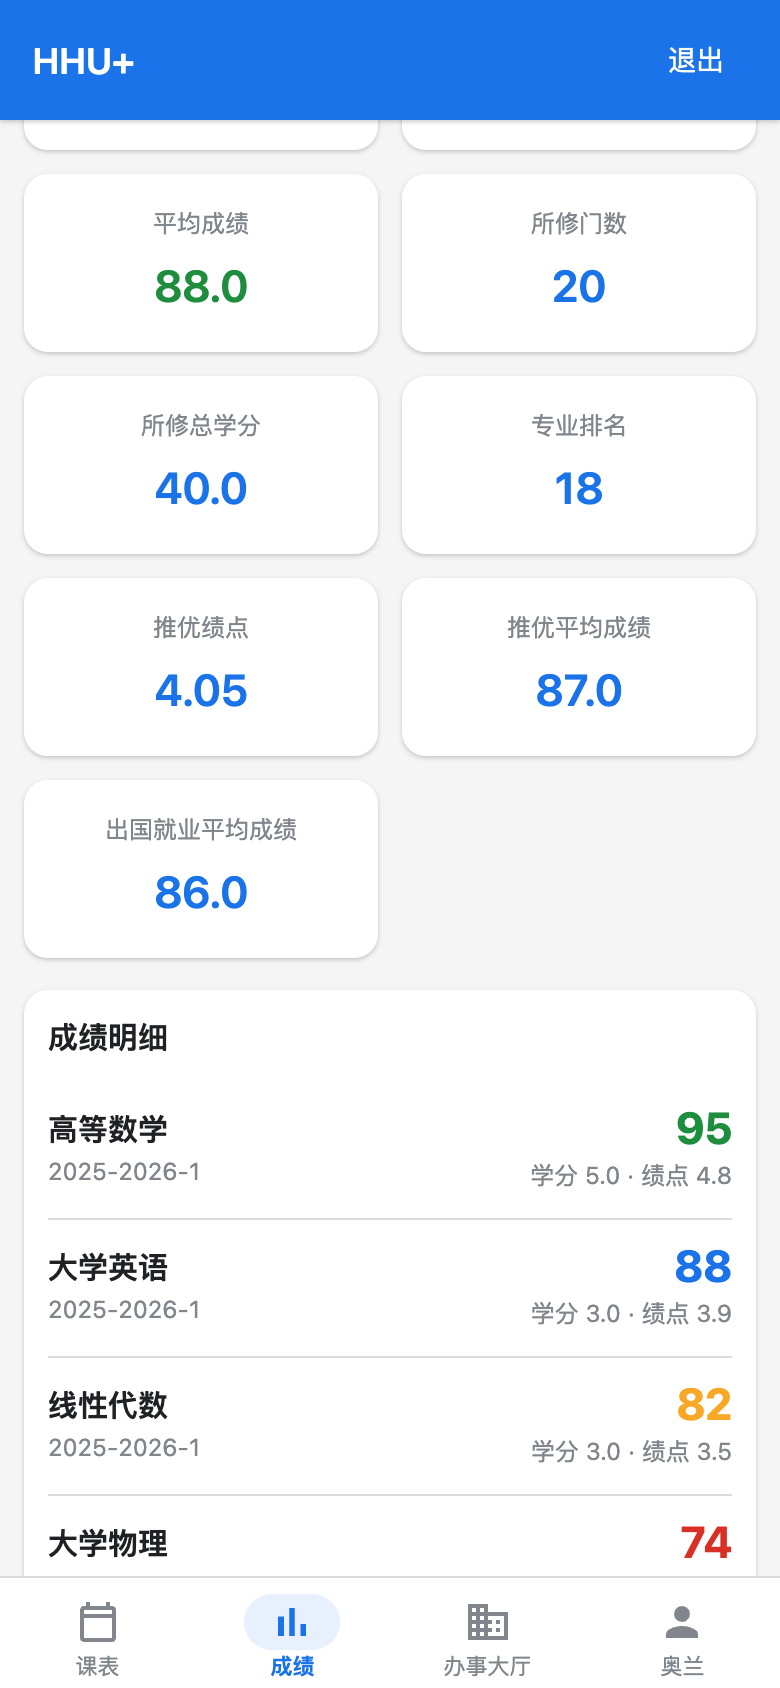 HHU+
退出
平均成绩
88.0
所修门数
20
所修总学分
40.0
专业排名
18
推优绩点
4.05
推优平均成绩
87.0
出国就业平均成绩
86.0
成绩明细
高等数学
95
2025-2026-1
学分 5.0 · 绩点 4.8
大学英语
88
2025-2026-1
学分 3.0 · 绩点 3.9
线性代数
82
2025-2026-1
学分 3.0 · 绩点 3.5
大学物理
74
课表
成绩
办事大厅
奥兰